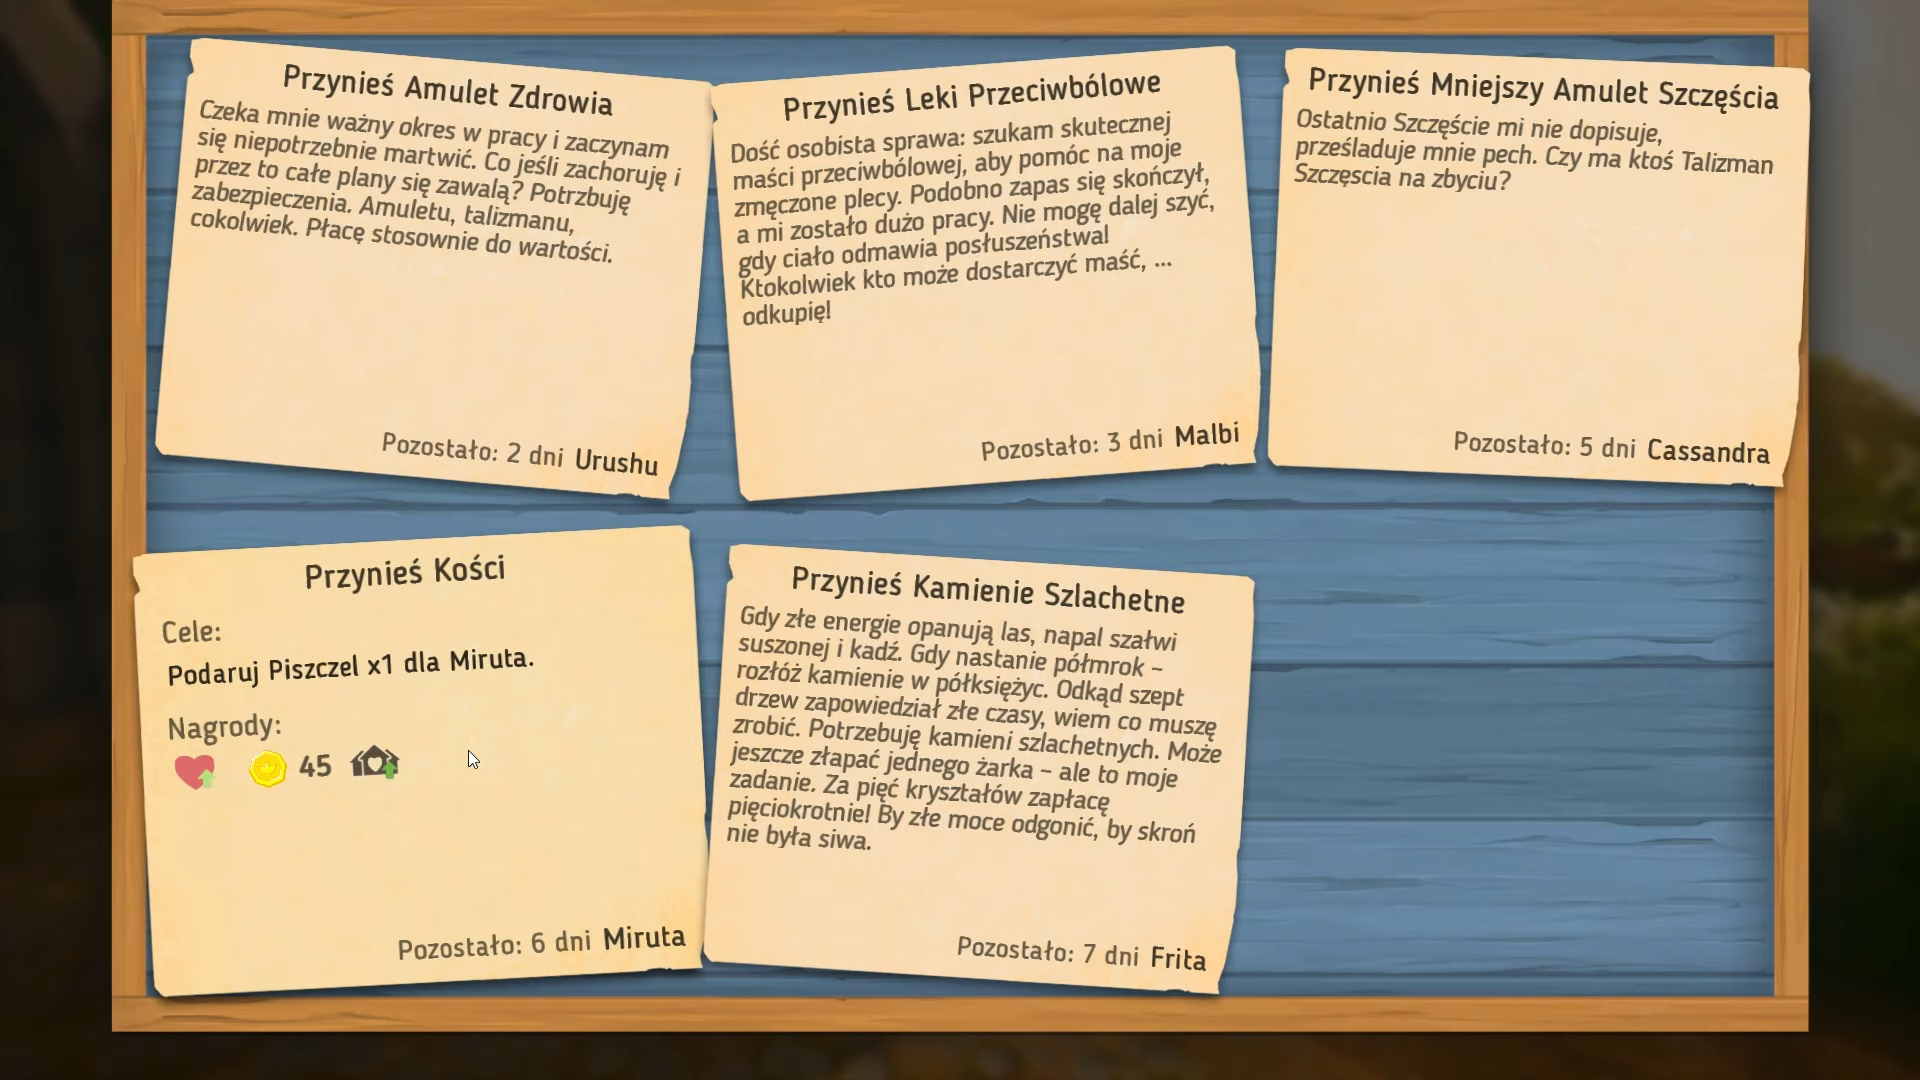 Przynieś Amulet Zdrowia
Czeka mnie ważny okres w pracy i zaczynam
się niepotrzebnie martwić. Co jeśli zachoruję i
przez to całe plany się zawalą? Potrzbuję
zabezpieczenia. Amuletu, talizmanu,
cokolwiek. Płacę stosownie do wartości.
Pozostało: 2 dni Urushu
Przynieś Leki Przeciwbólowe
Dość osobista sprawa: szukam skutecznej
maści przeciwbólowej, aby pomóc na moje
zmęczone plecy. Podobno zapas się skończył,
a mi zostało dużo pracy. Nie mogę dalej szyć,
gdy ciało odmawia posłuszeństwa!
Ktokolwiek kto może dostarczyć maść, ...
odkupię!
Pozostało: 3 dni Malbi
Przynieś Mniejszy Amulet Szczęścia
Ostatnio Szczęście mi nie dopisuje,
prześladuje mnie pech. Czy ma ktoś Talizman
Szczęscia na zbyciu?
Pozostało: 5 dni Cassandra
Przynieś Kości
Cele:
Podaruj Piszczel x1 dla Miruta.
Nagrody:
45
Pozostało: 6 dni Miruta
Przynieś Kamienie Szlachetne
Gdy złe energie opanują las, napal szałwi
suszonej i kadź. Gdy nastanie półmrok –
rozłóż kamienie w półksiężyc. Odkąd szept
drzew zapowiedział złe czasy, wiem co muszę
zrobić. Potrzebuję kamieni szlachetnych. Może
jeszcze złapać jednego żarka – ale to moje
zadanie. Za pięć kryształów zapłacę
pięciokrotnie! By złe moce odgonić, by skroń
nie była siwa.
Pozostało: 7 dni Frita